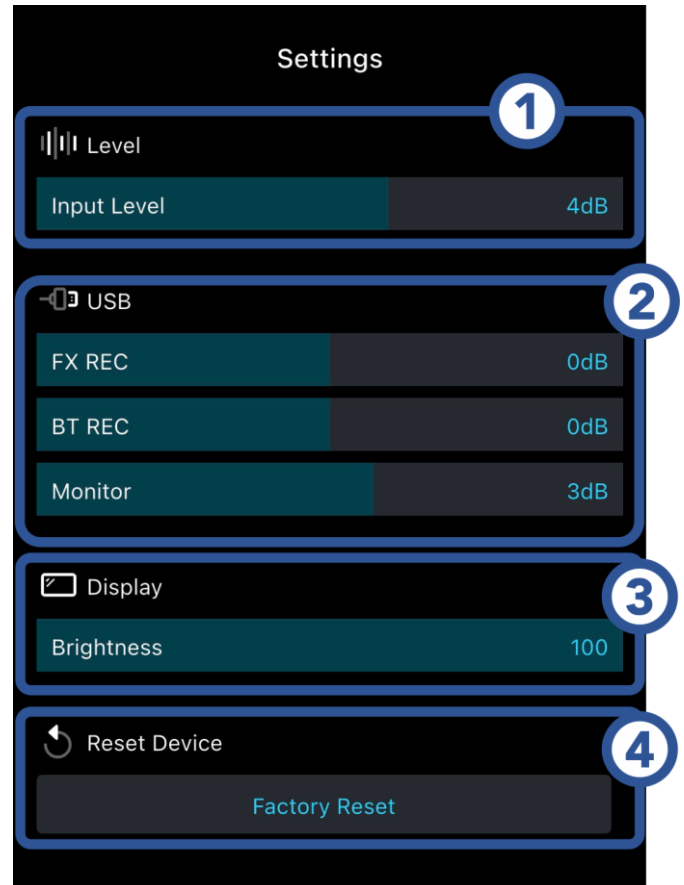 Settings
1
Level
Input Level 4dB
2
USB
FX REC 0dB
BT REC 0dB
Monitor 3dB
3
Display
Brightness 100
4
Reset Device
Factory Reset